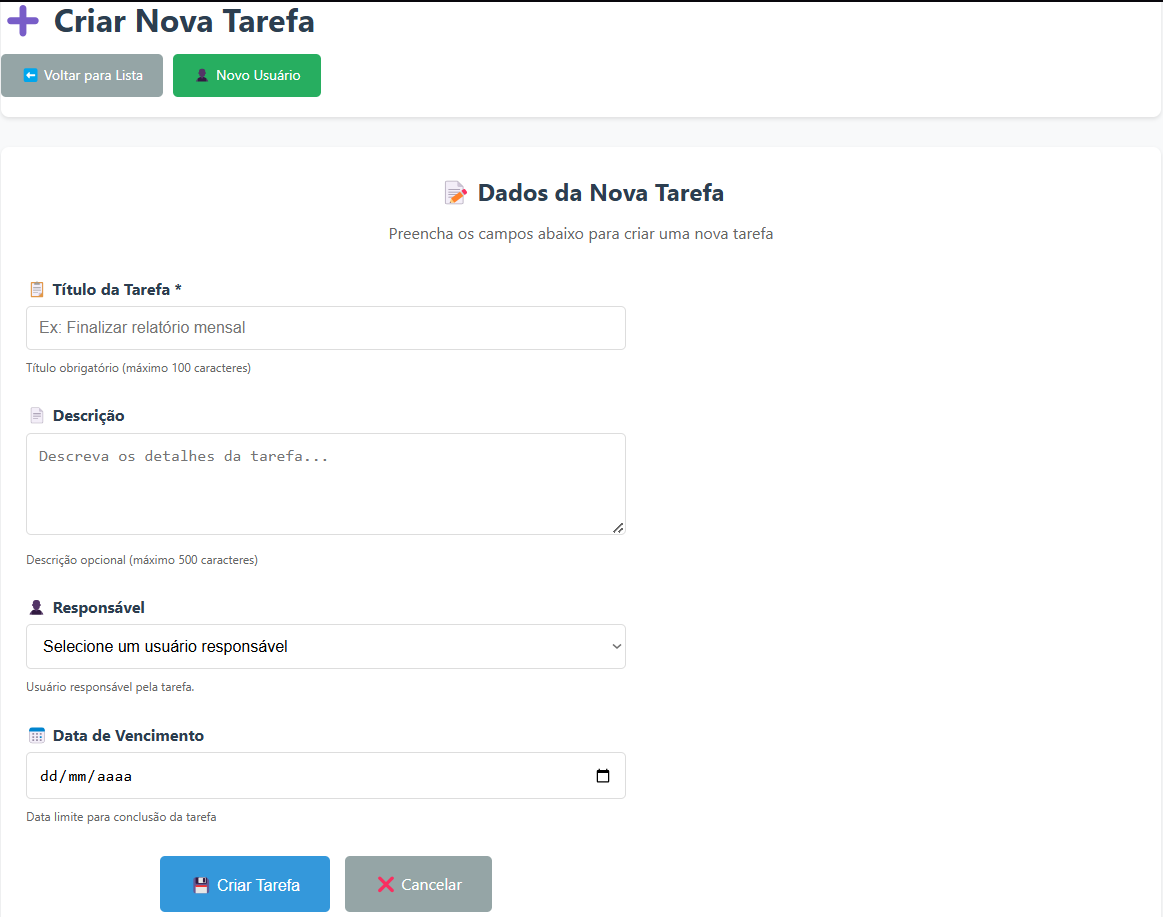 Criar Nova Tarefa
Voltar para Lista
Novo Usuário
Dados da Nova Tarefa
Preencha os campos abaixo para criar uma nova tarefa
Título da Tarefa *
Ex: Finalizar relatório mensal
Título obrigatório (máximo 100 caracteres)
Descrição
Descreva os detalhes da tarefa...
Descrição opcional (máximo 500 caracteres)
Responsável
Selecione um usuário responsável
Usuário responsável pela tarefa.
Data de Vencimento
dd/mm/aaaa
Data limite para conclusão da tarefa
Criar Tarefa
Cancelar